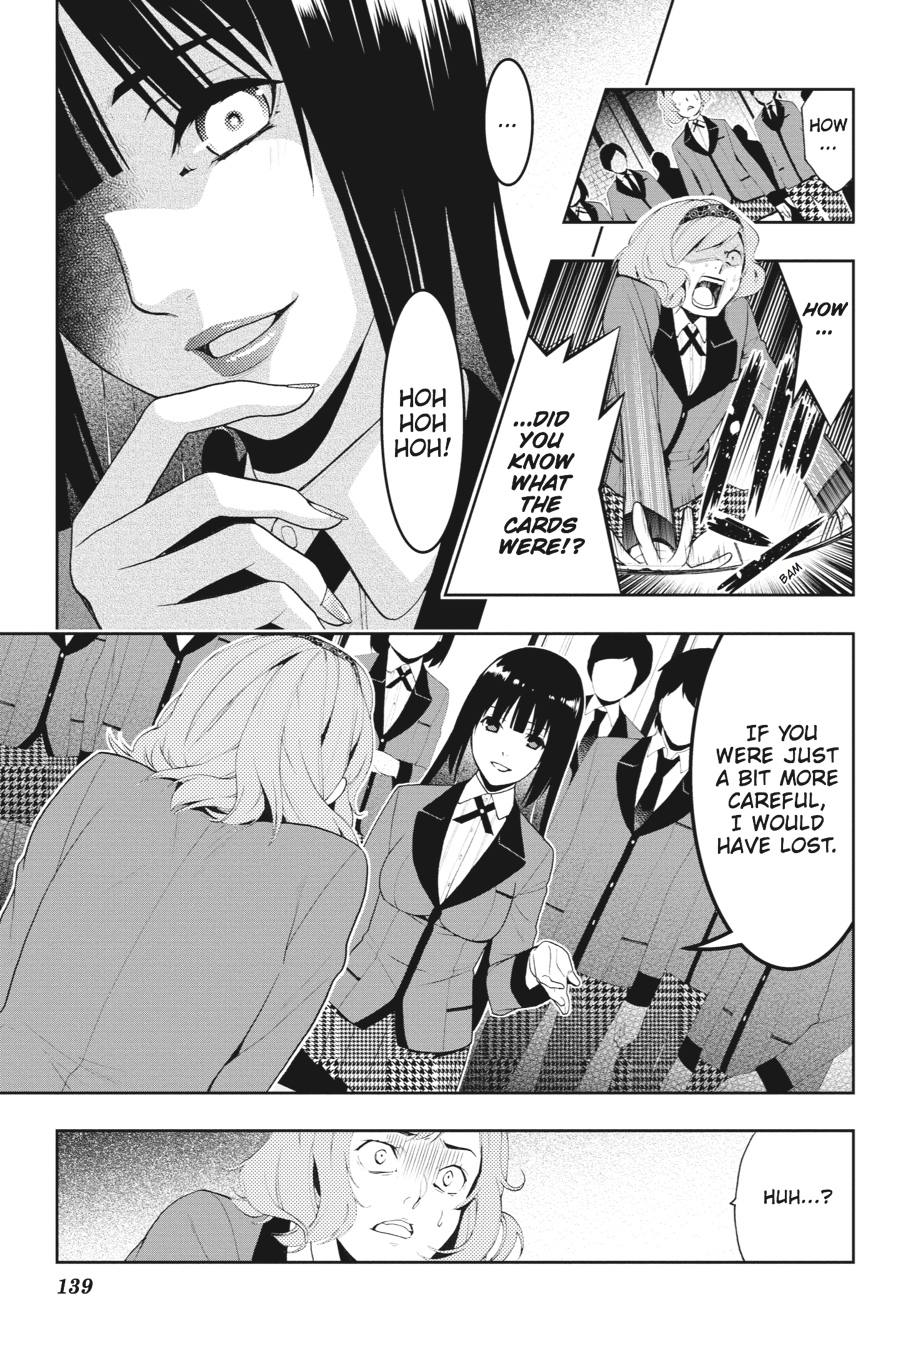 HOW
...
HOW
...
...DID
YOU
KNOW
WHAT
THE
CARDS
WERE!?
BAM
...
HOH
HOH
HOH!
IF YOU
WERE JUST
A BIT MORE
CAREFUL,
I WOULD
HAVE LOST.
HUH...?
139